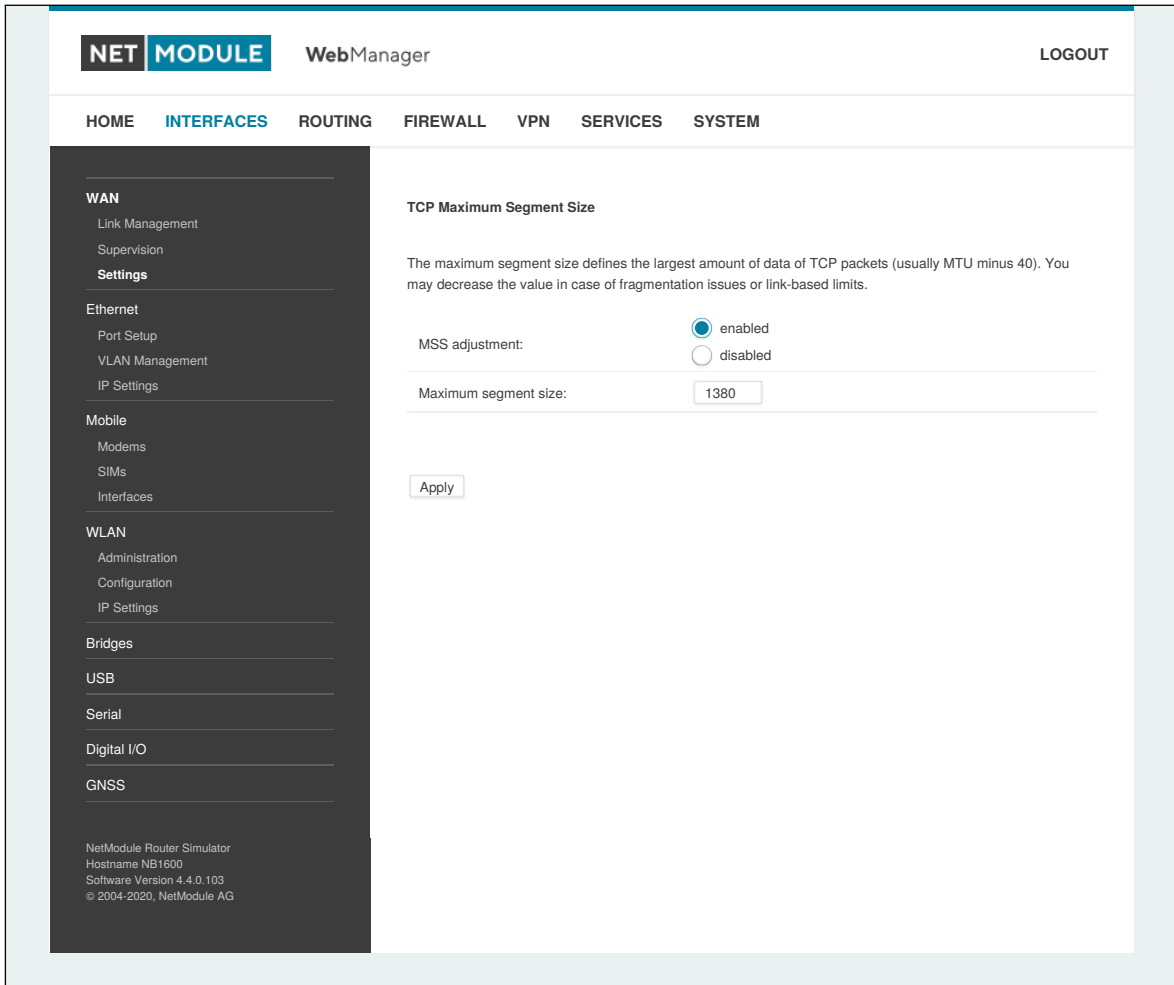 NET MODULE WebManager LOGOUT
HOME INTERFACES ROUTING FIREWALL VPN SERVICES SYSTEM
WAN
Link Management
Supervision
Settings
Ethernet
Port Setup
VLAN Management
IP Settings
Mobile
Modems
SIMs
Interfaces
WLAN
Administration
Configuration
IP Settings
Bridges
USB
Serial
Digital I/O
GNSS
NetModule Router Simulator
Hostname NB1600
Software Version 4.4.0.103
© 2004-2020, NetModule AG
TCP Maximum Segment Size
The maximum segment size defines the largest amount of data of TCP packets (usually MTU minus 40). You
may decrease the value in case of fragmentation issues or link-based limits.
MSS adjustment:
enabled
disabled
Maximum segment size: 1380
Apply